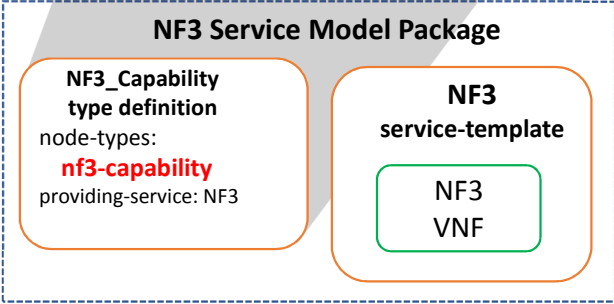 NF3 Service Model Package
NF3_Capability
type definition
node-types:
nf3-capability
providing-service: NF3
NF3
service-template
NF3
VNF